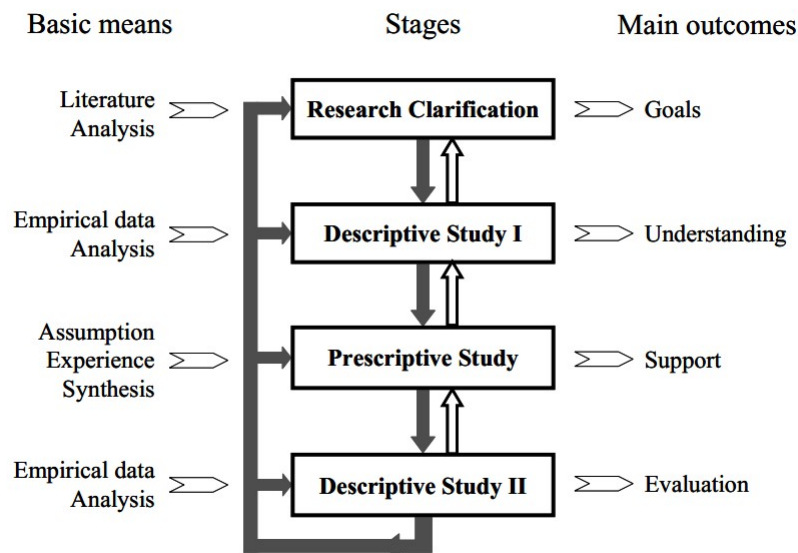 Basic means
Stages
Main outcomes
Literature
Analysis
Research Clarification
Goals
Empirical data
Analysis
Descriptive Study I
Understanding
Assumption
Experience
Synthesis
Prescriptive Study
Support
Empirical data
Analysis
Descriptive Study II
Evaluation